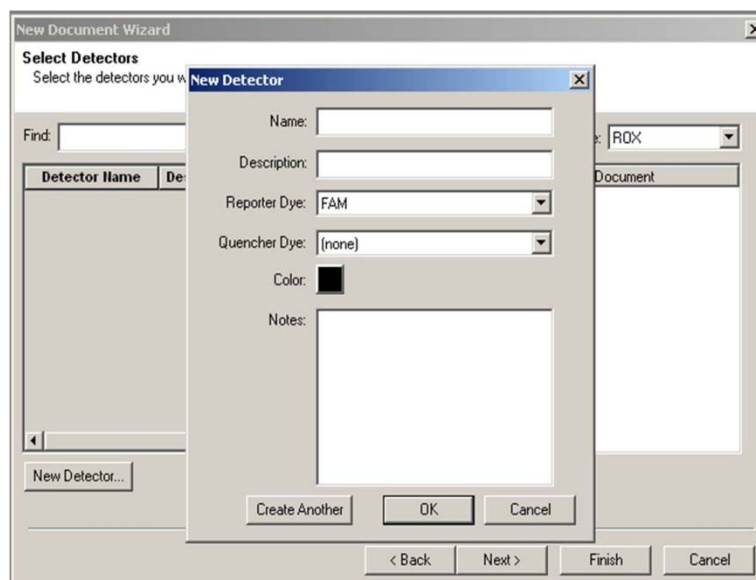 New Document Wizard
Select Detectors
Select the detectors you
New Detector
Find:
ROX
Detector Name
Document
Name:
Description:
Reporter Dye: FAM
Quencher Dye: (none)
Color:
Notes:
New Detector...
Create Another OK Cancel
< Back Next > Finish Cancel